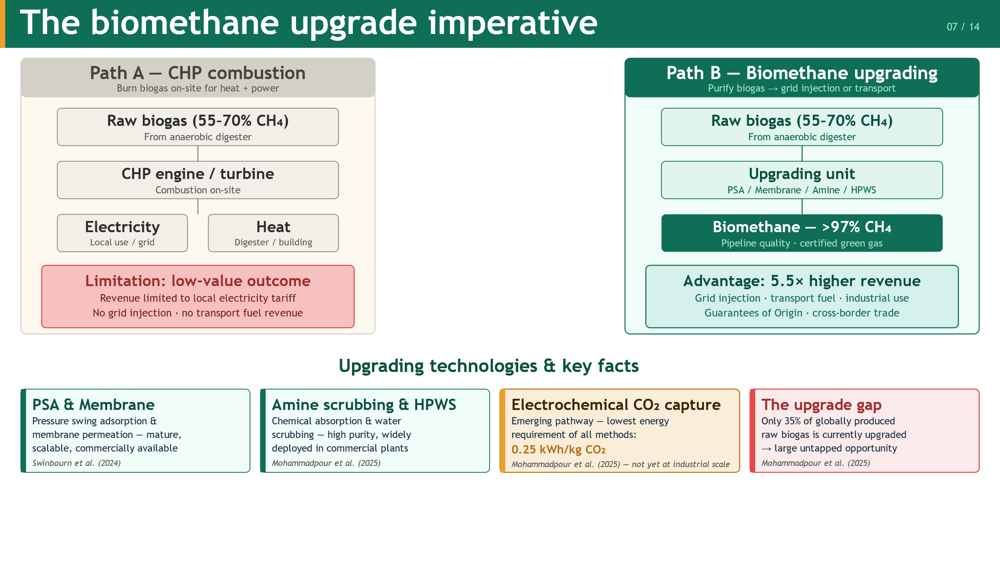 The biomethane upgrade imperative
07 / 14
Path A — CHP combustion
Burn biogas on-site for heat + power
Raw biogas (55–70% CH₄)
From anaerobic digester
CHP engine / turbine
Combustion on-site
Electricity
Local use / grid
Heat
Digester / building
Limitation: low-value outcome
Revenue limited to local electricity tariff
No grid injection · no transport fuel revenue
Path B — Biomethane upgrading
Purify biogas → grid injection or transport
Raw biogas (55–70% CH₄)
From anaerobic digester
Upgrading unit
PSA / Membrane / Amine / HPWS
Biomethane — >97% CH₄
Pipeline quality · certified green gas
Advantage: 5.5× higher revenue
Grid injection · transport fuel · industrial use
Guarantees of Origin · cross-border trade
Upgrading technologies & key facts
PSA & Membrane
Pressure swing adsorption &
membrane permeation — mature,
scalable, commercially available
Swinbourn et al. (2024)
Amine scrubbing & HPWS
Chemical absorption & water
scrubbing — high purity, widely
deployed in commercial plants
Mohammadpour et al. (2025)
Electrochemical CO₂ capture
Emerging pathway — lowest energy
requirement of all methods:
0.25 kWh/kg CO₂
Mohammadpour et al. (2025) — not yet at industrial scale
The upgrade gap
Only 35% of globally produced
raw biogas is currently upgraded
→ large untapped opportunity
Mohammadpour et al. (2025)